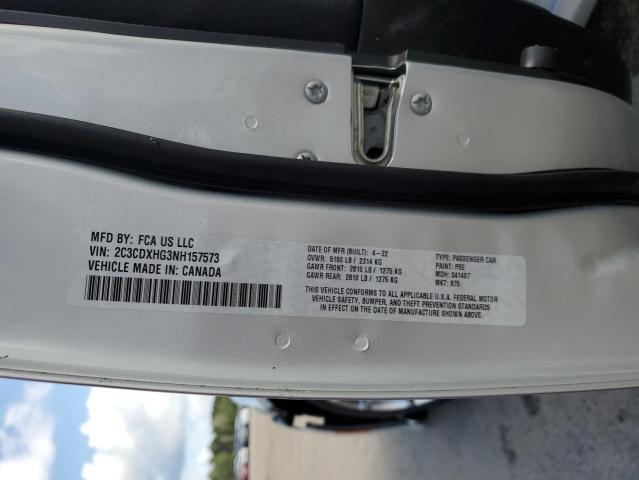 MFD BY: FCA US LLC
VIN: 2C3CDXHG3NH157573
VEHICLE MADE IN: CANADA
DATE OF MFR (BUILT): 4-22
GVWR: 5100 LB / 2314 KG
GAWR FRONT: 2810 LB / 1275 KG
GAWR REAR: 2810 LB / 1275 KG
TYPE: PASSENGER CAR
PAINT: PSE
MDH: 041407
MKT: 875
THIS VEHICLE CONFORMS TO ALL APPLICABLE U.S.A. FEDERAL MOTOR
VEHICLE SAFETY, BUMPER, AND THEFT PREVENTION STANDARDS
IN EFFECT ON THE DATE OF MANUFACTURE SHOWN ABOVE.